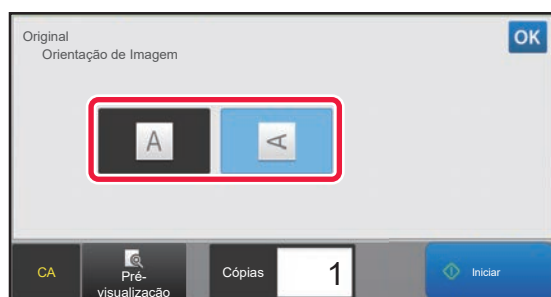 Original
Orientação de Imagem
OK
A
A
CA
Pré-
visualização
Cópias
1
Iniciar